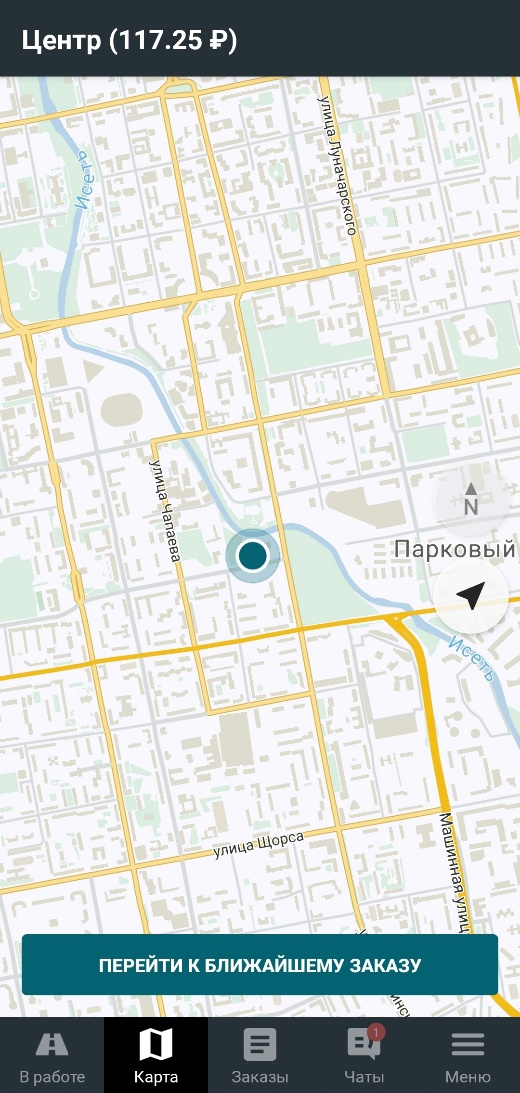 Центр (117.25 ₽)
улица Луначарского
Исеть
улица Чапаева
N
Парковый
Исеть
улица Щорса
Машинная улиц
ПЕРЕЙТИ К БЛИЖАЙШЕМУ ЗАКАЗУ
1
В работе
Карта
Заказы
Чаты
Меню